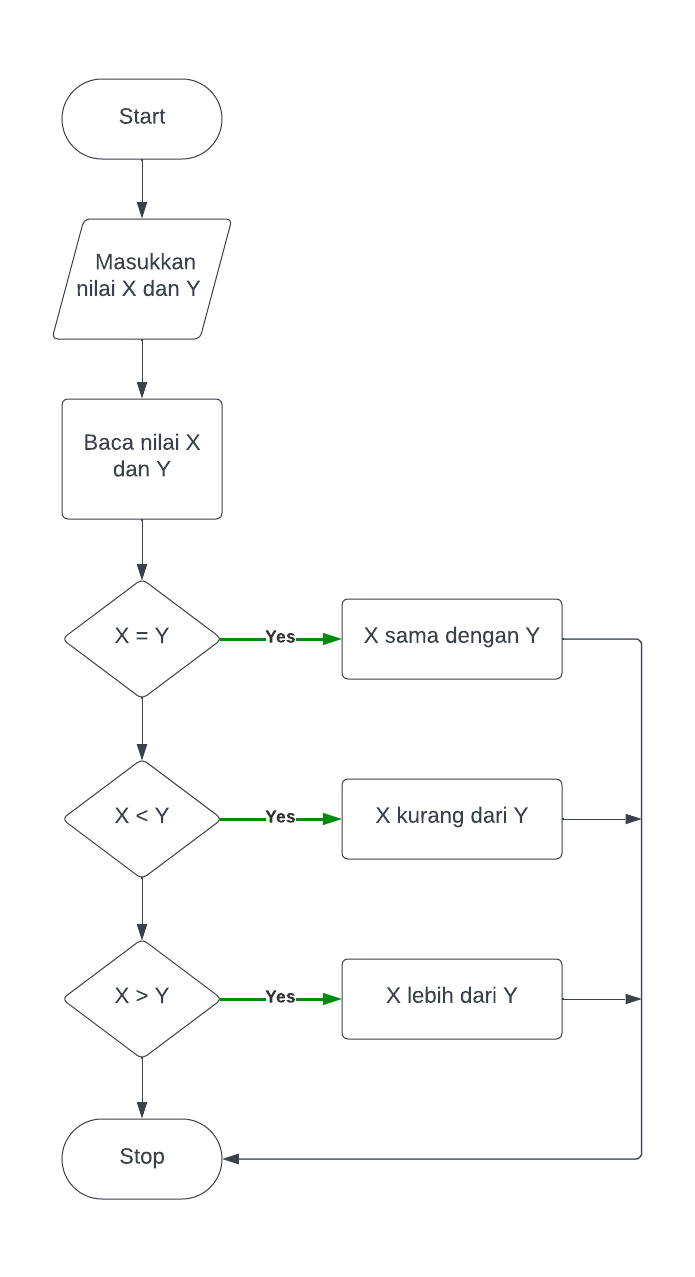 Start
Masukkan
nilai X dan Y
Baca nilai X
dan Y
X = Y
Yes
X sama dengan Y
X < Y
Yes
X kurang dari Y
X > Y
Yes
X lebih dari Y
Stop